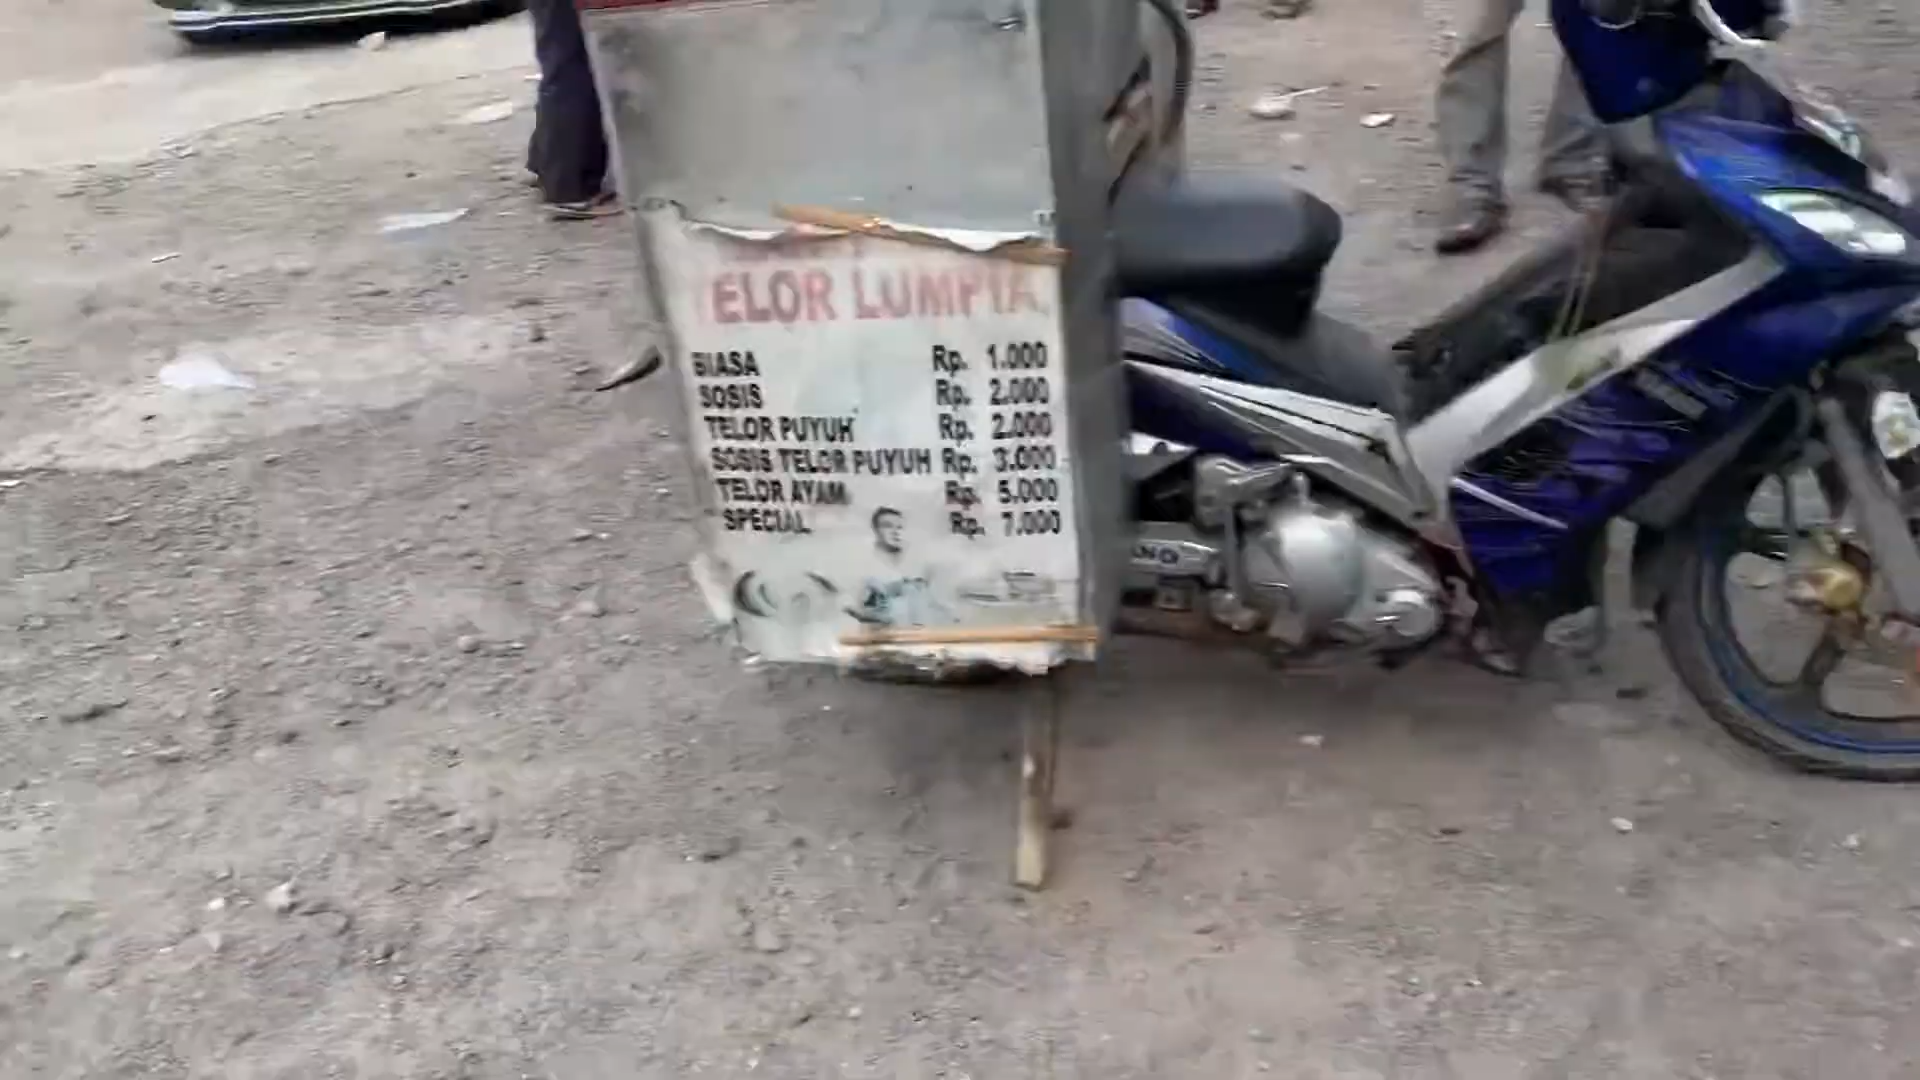 TELOR LUMPIA
BIASA Rp. 1.000
SOSIS Rp. 2.000
TELOR PUYUH Rp. 2.000
SOSIS TELOR PUYUH Rp. 3.000
TELOR AYAM Rp. 5.000
SPECIAL Rp. 7.000